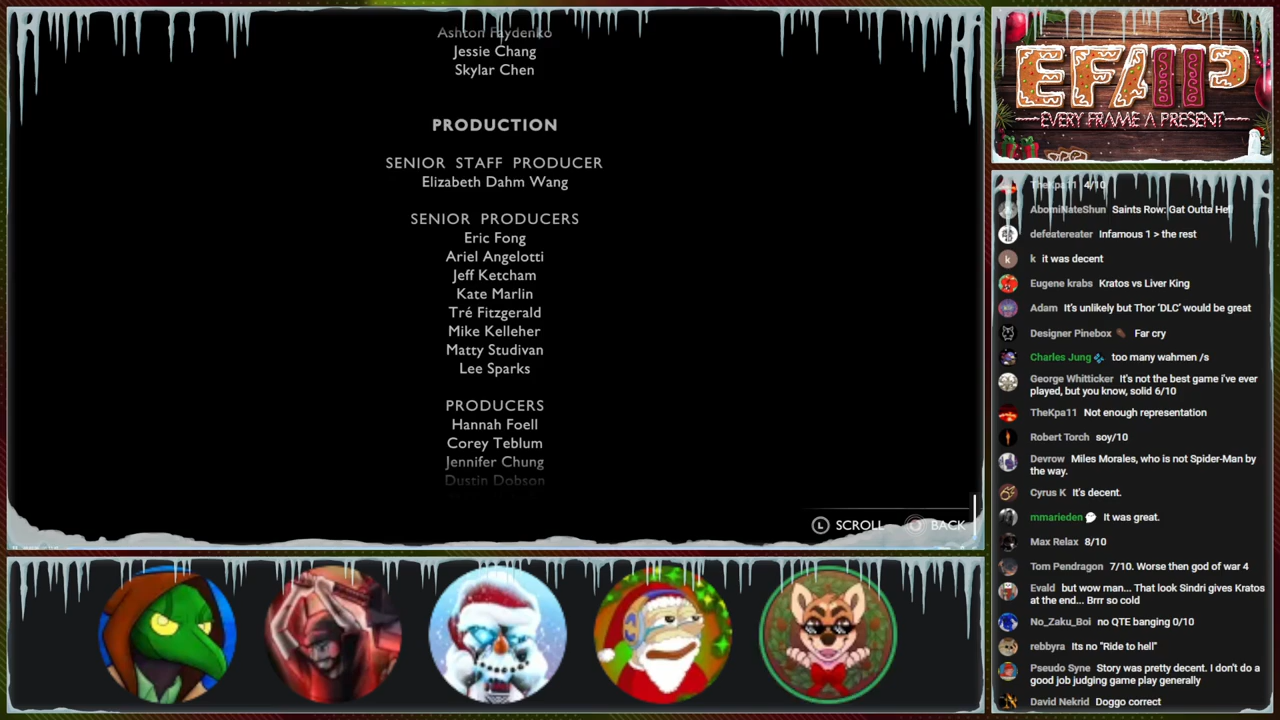 Ashton Faydenko
Jessie Chang
Skylar Chen
PRODUCTION
SENIOR STAFF PRODUCER
Elizabeth Dahm Wang
SENIOR PRODUCERS
Eric Fong
Ariel Angelotti
Jeff Ketcham
Kate Marlin
Tré Fitzgerald
Mike Kelleher
Matty Studivan
Lee Sparks
PRODUCERS
Hannah Foell
Corey Teblum
Jennifer Chung
Dustin Dobson
L SCROLL BACK
EFAP
EVERY FRAME A PRESENT
TheKpa11 4/10
AbomiNateShun Saints Row: Gat Outta Hell
defeatereater Infamous 1 > the rest
k k it was decent
Eugene krabs Kratos vs Liver King
Adam It's unlikely but Thor 'DLC' would be great
Designer Pinebox Far cry
Charles Jung too many wahmen /s
George Whitticker It's not the best game i've ever
played, but you know, solid 6/10
TheKpa11 Not enough representation
Robert Torch soy/10
Devrow Miles Morales, who is not Spider-Man by
the way.
Cyrus K It's decent.
mmarieden It was great.
Max Relax 8/10
Tom Pendragon 7/10. Worse then god of war 4
Evald but wow man... That look Sindri gives Kratos
at the end... Brrr so cold
No_Zaku_Boi no QTE banging 0/10
rebbyra Its no "Ride to hell"
Pseudo Syne Story was pretty decent. I don't do a
good job judging game play generally
David Nekrid Doggo correct